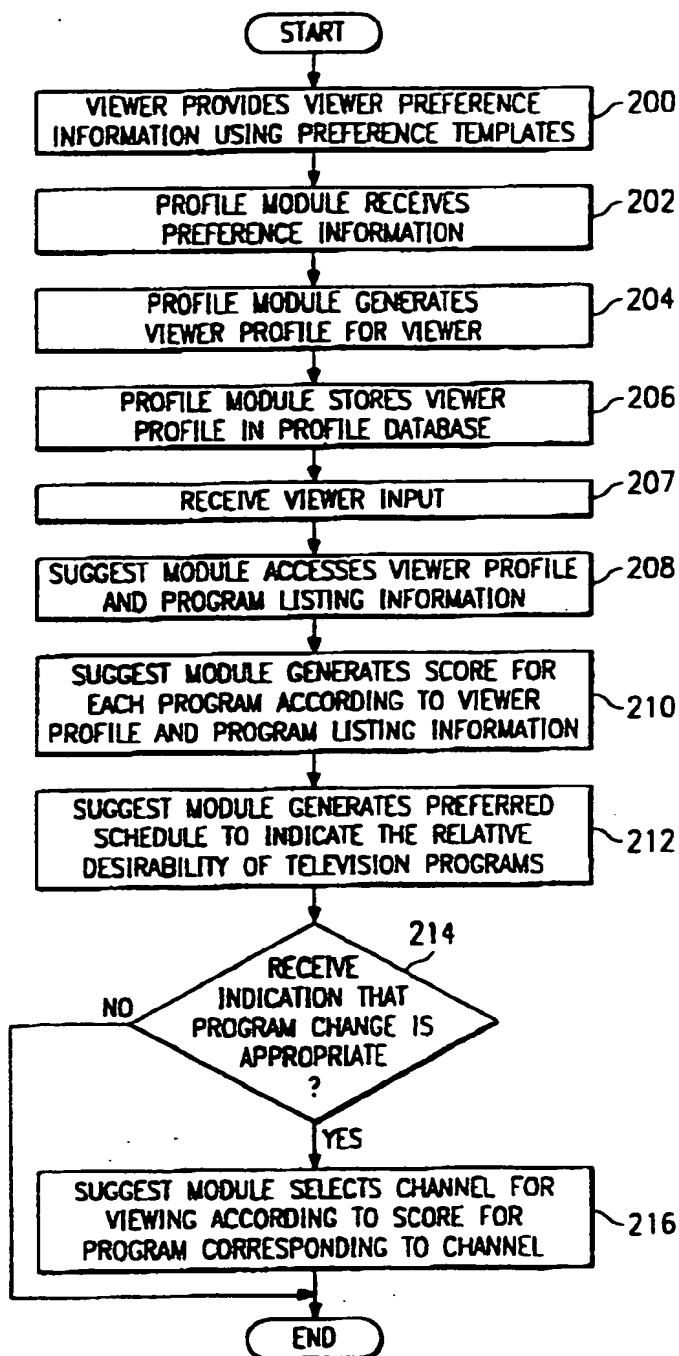 START
VIEWER PROVIDES VIEWER PREFERENCE
INFORMATION USING PREFERENCE TEMPLATES
200
PROFILE MODULE RECEIVES
PREFERENCE INFORMATION
202
PROFILE MODULE GENERATES
VIEWER PROFILE FOR VIEWER
204
PROFILE MODULE STORES VIEWER
PROFILE IN PROFILE DATABASE
206
RECEIVE VIEWER INPUT
207
SUGGEST MODULE ACCESSES VIEWER PROFILE
AND PROGRAM LISTING INFORMATION
208
SUGGEST MODULE GENERATES SCORE FOR
EACH PROGRAM ACCORDING TO VIEWER
PROFILE AND PROGRAM LISTING INFORMATION
210
SUGGEST MODULE GENERATES PREFERRED
SCHEDULE TO INDICATE THE RELATIVE
DESIRABILITY OF TELEVISION PROGRAMS
212
214
RECEIVE
INDICATION THAT
PROGRAM CHANGE IS
APPROPRIATE
?
NO
YES
SUGGEST MODULE SELECTS CHANNEL FOR
VIEWING ACCORDING TO SCORE FOR
PROGRAM CORRESPONDING TO CHANNEL
216
END